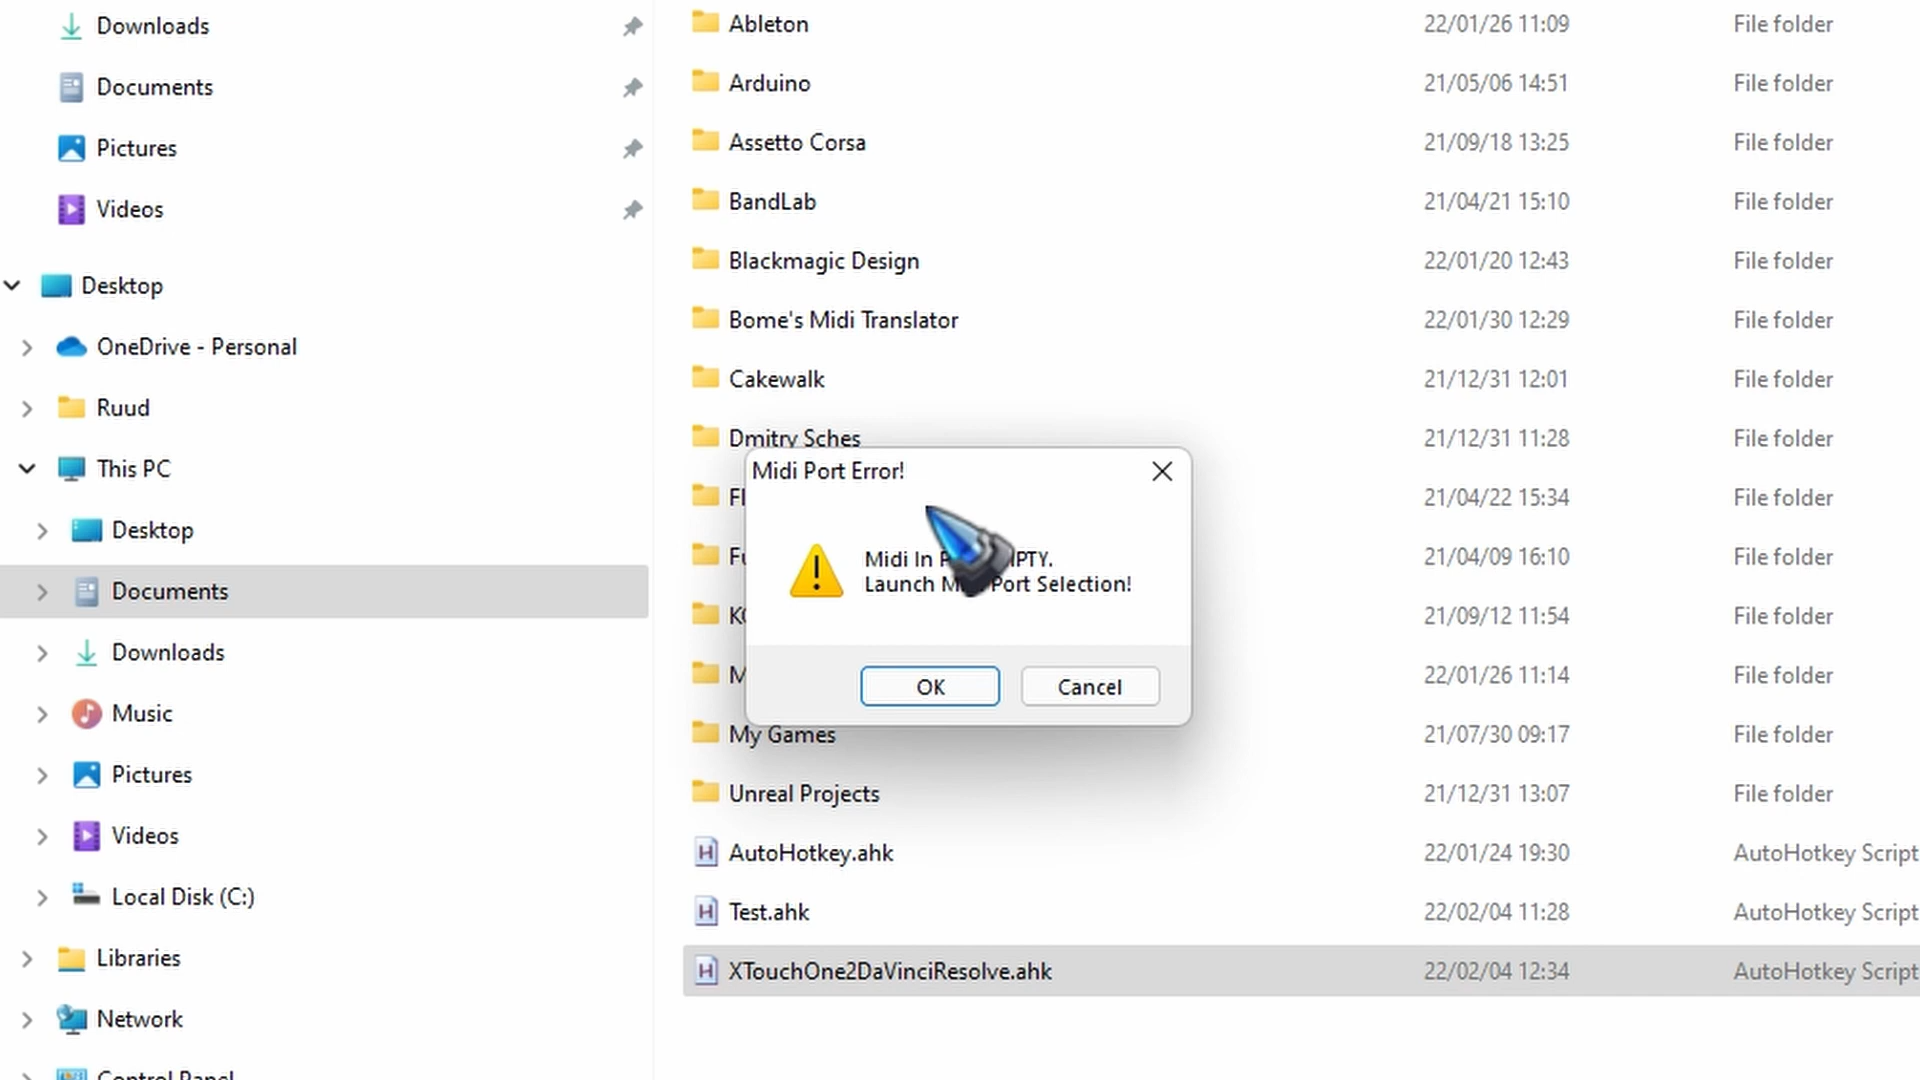 Downloads
Documents
Pictures
Videos
Desktop
OneDrive - Personal
Ruud
This PC
Desktop
Documents
Downloads
Music
Pictures
Videos
Local Disk (C:)
Libraries
Network
Control Panel
Ableton 22/01/26 11:09 File folder
Arduino 21/05/06 14:51 File folder
Assetto Corsa 21/09/18 13:25 File folder
BandLab 21/04/21 15:10 File folder
Blackmagic Design 22/01/20 12:43 File folder
Bome's Midi Translator 22/01/30 12:29 File folder
Cakewalk 21/12/31 12:01 File folder
Dmitry Sches 21/12/31 11:28 File folder
21/04/22 15:34 File folder
21/04/09 16:10 File folder
21/09/12 11:54 File folder
22/01/26 11:14 File folder
My Games 21/07/30 09:17 File folder
Unreal Projects 21/12/31 13:07 File folder
AutoHotkey.ahk 22/01/24 19:30 AutoHotkey Script
Test.ahk 22/02/04 11:28 AutoHotkey Script
XTouchOne2DaVinciResolve.ahk 22/02/04 12:34 AutoHotkey Script
Midi Port Error!
Midi In
Launch Port Selection!
OK
Cancel